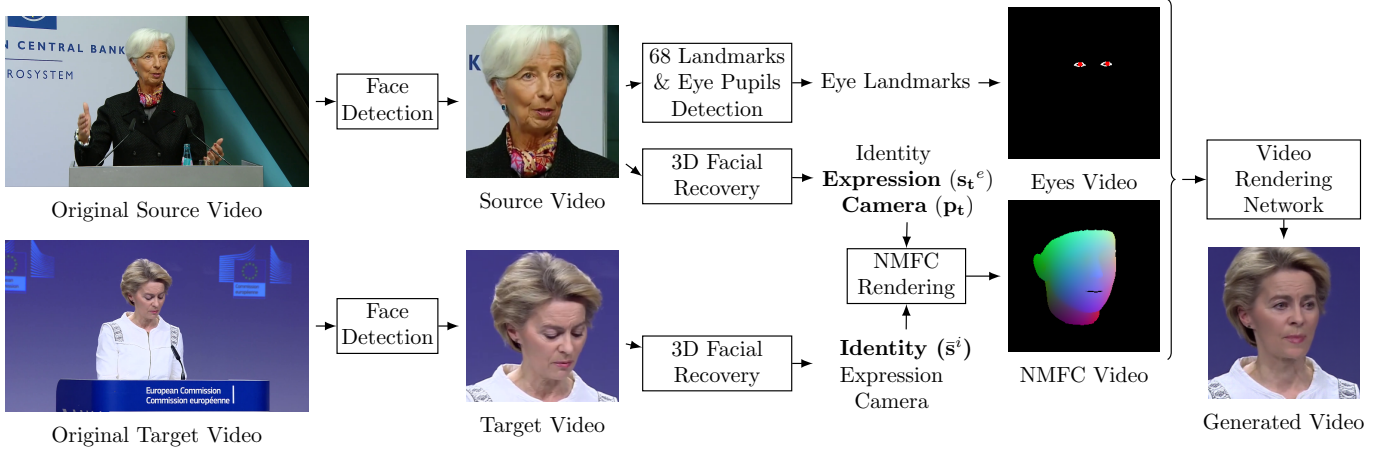 N CENTRAL BANK
ROSYSTEM
Original Source Video
Face
Detection
K
Source Video
68 Landmarks
& Eye Pupils
Detection
Eye Landmarks
3D Facial
Recovery
Identity
Expression (s_t^e)
Camera (p_t)
Eyes Video
Video
Rendering
Network
European Commission
Commission européenne
Original Target Video
Face
Detection
Target Video
3D Facial
Recovery
NMFC
Rendering
Identity (s̄^i)
Expression
Camera
NMFC Video
Generated Video